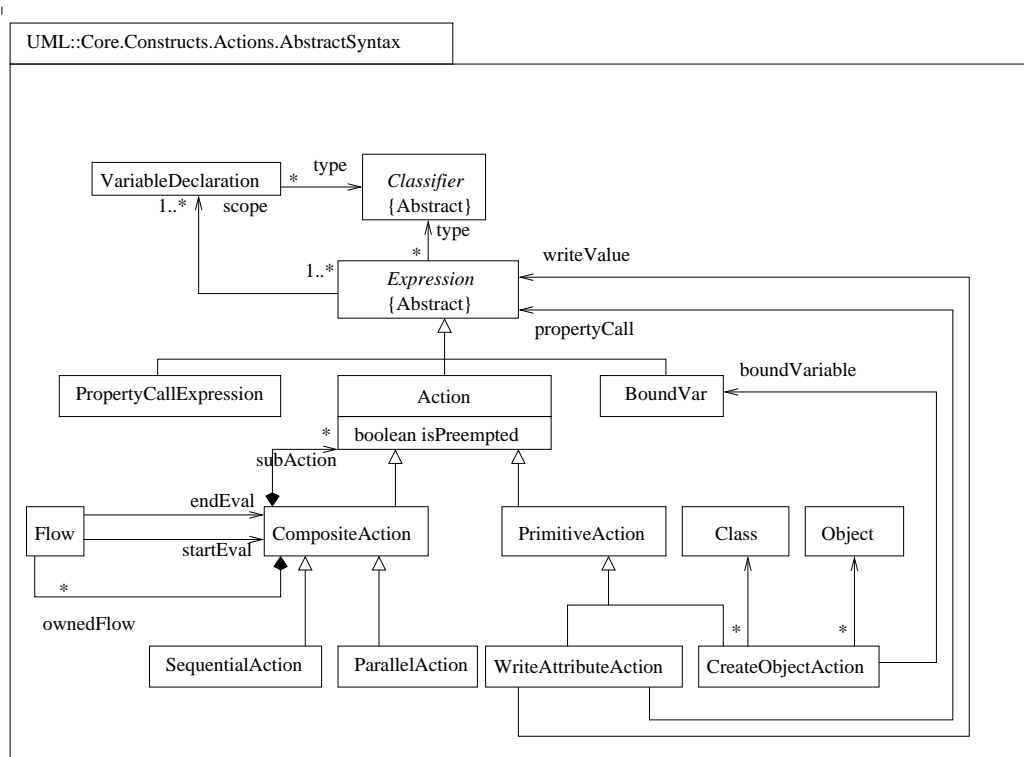 UML::Core.Constructs.Actions.AbstractSyntax
type
VariableDeclaration
*
Classifier
{Abstract}
1..*
scope
type
*
writeValue
1..*
Expression
{Abstract}
propertyCall
boundVariable
PropertyCallExpression
Action
BoundVar
*
boolean isPreempted
subAction
endEval
Flow
CompositeAction
PrimitiveAction
Class
Object
startEval
*
ownedFlow
*
*
SequentialAction
ParallelAction
WriteAttributeAction
CreateObjectAction